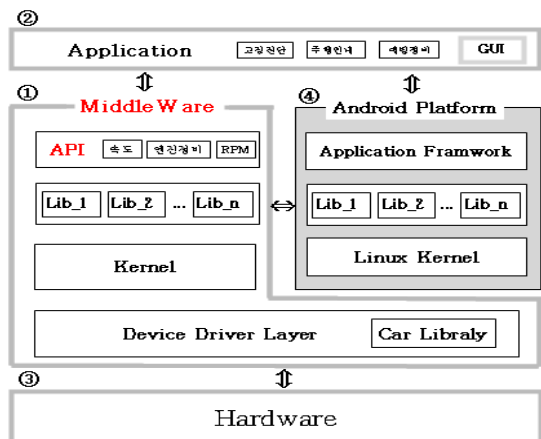 ②
Application 고장진단 주행안내 예방정비 GUI
⇕ ⇕
① MiddleWare
④ Android Platform
API 속도 엔진정비 RPM
Application Framwork
Lib_1 Lib_2 ... Lib_n
⇔
Lib_1 Lib_2 ... Lib_n
Kernel
Linux Kernel
Device Driver Layer Car Libraly
③
⇕
Hardware